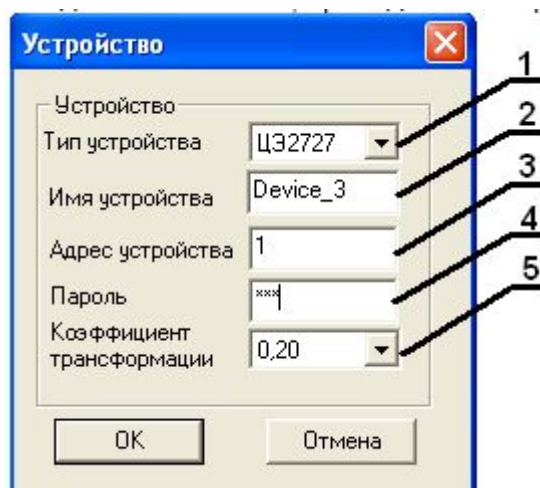 Устройство
1
Устройство
Тип устройства ЦЭ2727
2
Имя устройства Device_3
3
Адрес устройства 1
4
Пароль ***
5
Коэффициент
трансформации 0,20
OK Отмена